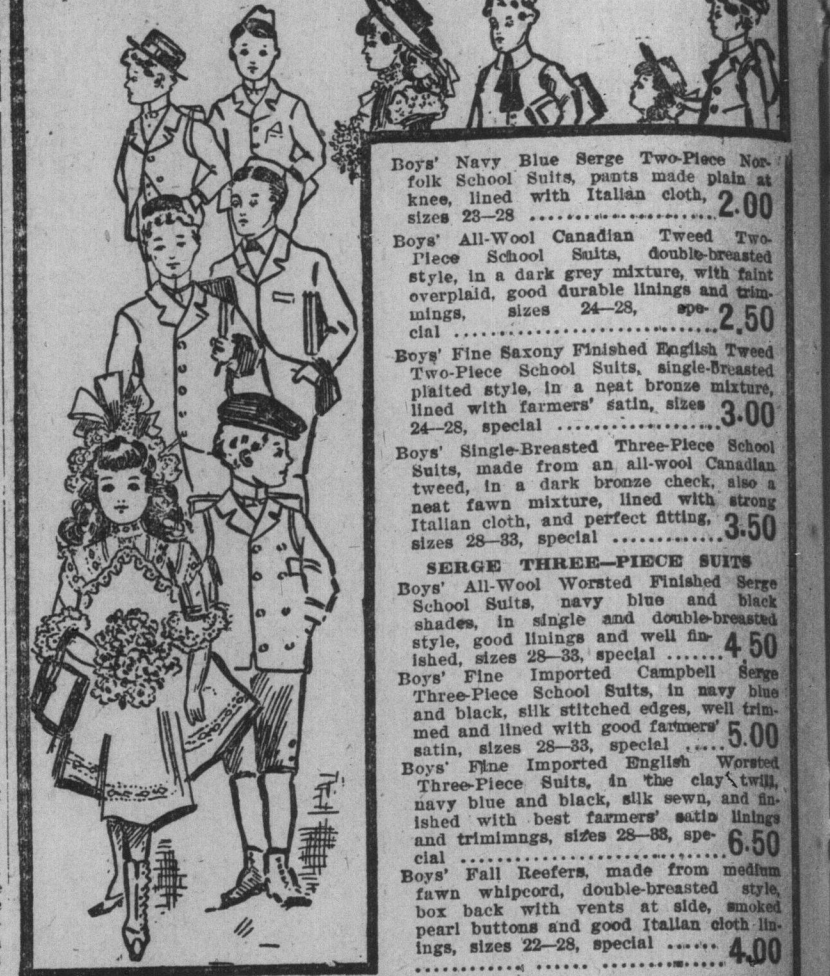 Boys' Navy Blue Serge Two-Piece Nor-
folk School Suits, pants made plain at
knee, lined with Italian cloth, 2.00
sizes 23—28 ..............................
Boys' All-Wool Canadian Tweed Two-
Piece School Suits, double-breasted
style, in a dark grey mixture, with faint
overplaid, good durable linings and trim-
mings, sizes 24—28, spe- 2.50
cial ..............................
Boys' Fine Saxony Finished English Tweed
Two-Piece School Suits, single-breasted
plaited style, in a neat bronze mixture,
lined with farmers' satin, sizes 3.00
24—28, special ..............................
Boys' Single-Breasted Three-Piece School
Suits, made from an all-wool Canadian
tweed, in a dark bronze check, also a
neat fawn mixture, lined with strong
Italian cloth, and perfect fitting, 3.50
sizes 28—33, special ..............
SERGE THREE—PIECE SUITS
Boys' All-Wool Worsted Finished Serge
School Suits, navy blue and black
shades, in single and double-breasted
style, good linings and well fin- 4 50
ished, sizes 28—33, special .......
Boys' Fine Imported Campbell Serge
Three-Piece School Suits, in navy blue
and black, silk stitched edges, well trim-
med and lined with good farmers' 5.00
satin, sizes 28—33, special ......
Boys' Fine Imported English Worsted
Three-Piece Suits, in the clay twill,
navy blue and black, silk sewn, and fin-
ished with best farmers' satin linings
and trimimngs, sizes 28—33, spe- 6.50
cial ..............................
Boys' Fall Reefers, made from medium
fawn whipcord, double-breasted style,
box back with vents at side, smoked
pearl buttons and good Italian cloth lin-
ings, sizes 22—28, special ...... 4.00